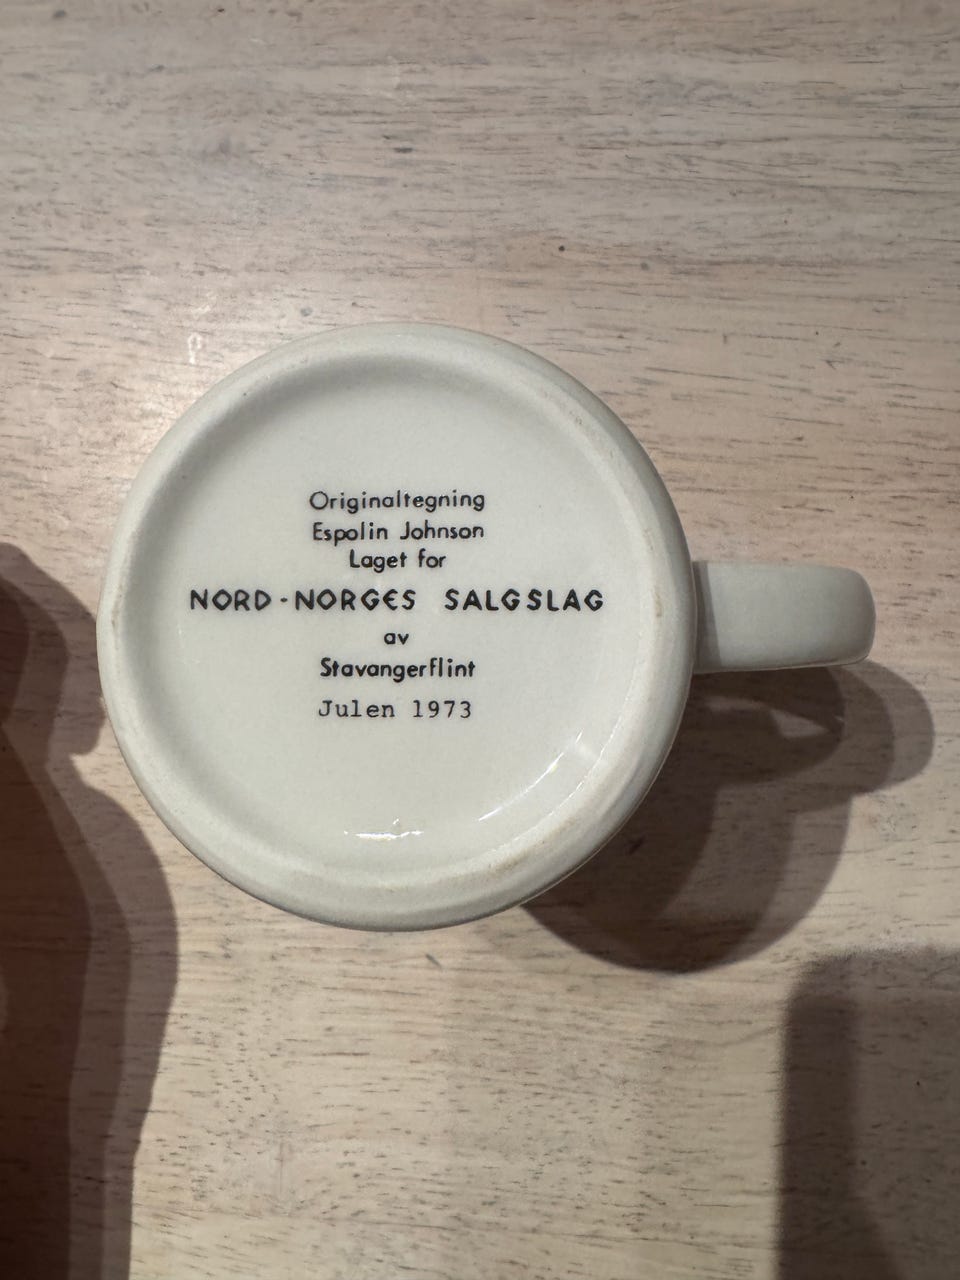 Originaltegning
Espolin Johnson
Laget for
NORD-NORGES SALGSLAG
av
Stavangerflint
Julen 1973